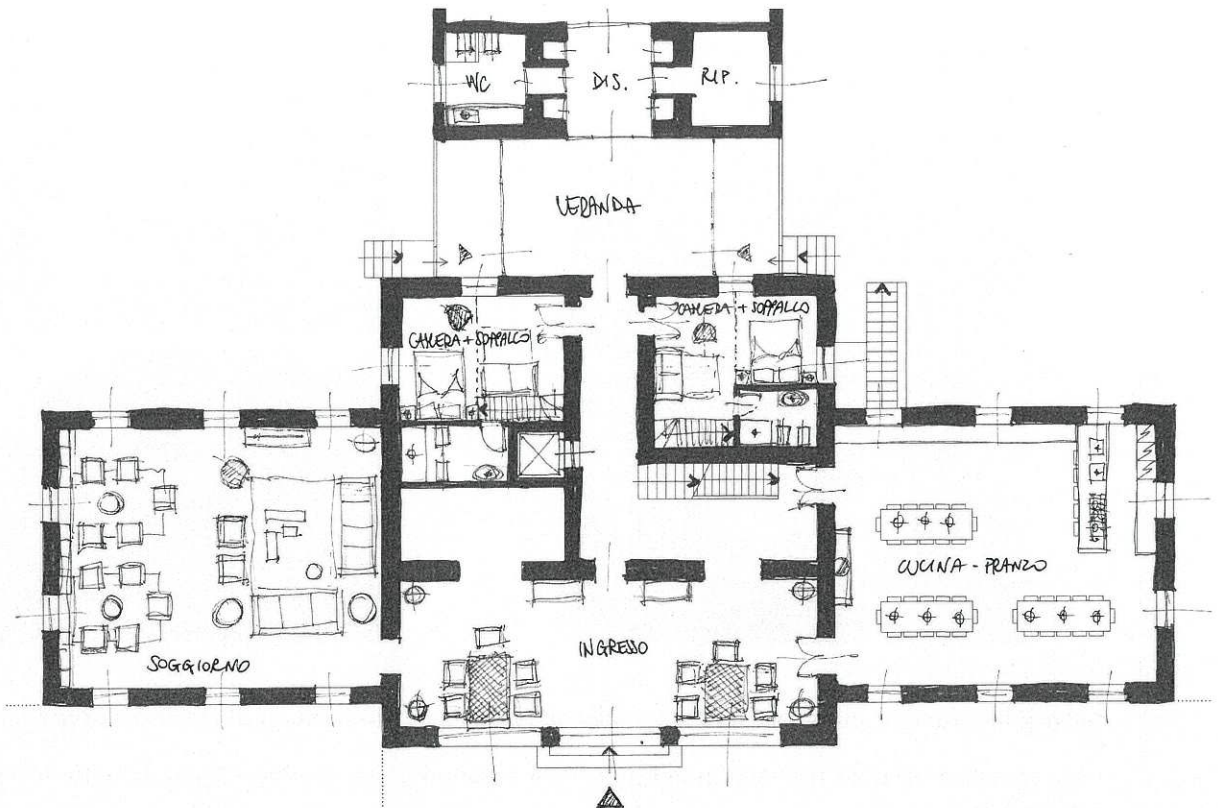 WC
DIS.
RIP.
VERANDA
CAMERA + SOPPALCO
CAMERA + SOPPALCO
CUCINA - PRANZO
INGRESSO
SOGGIORNO